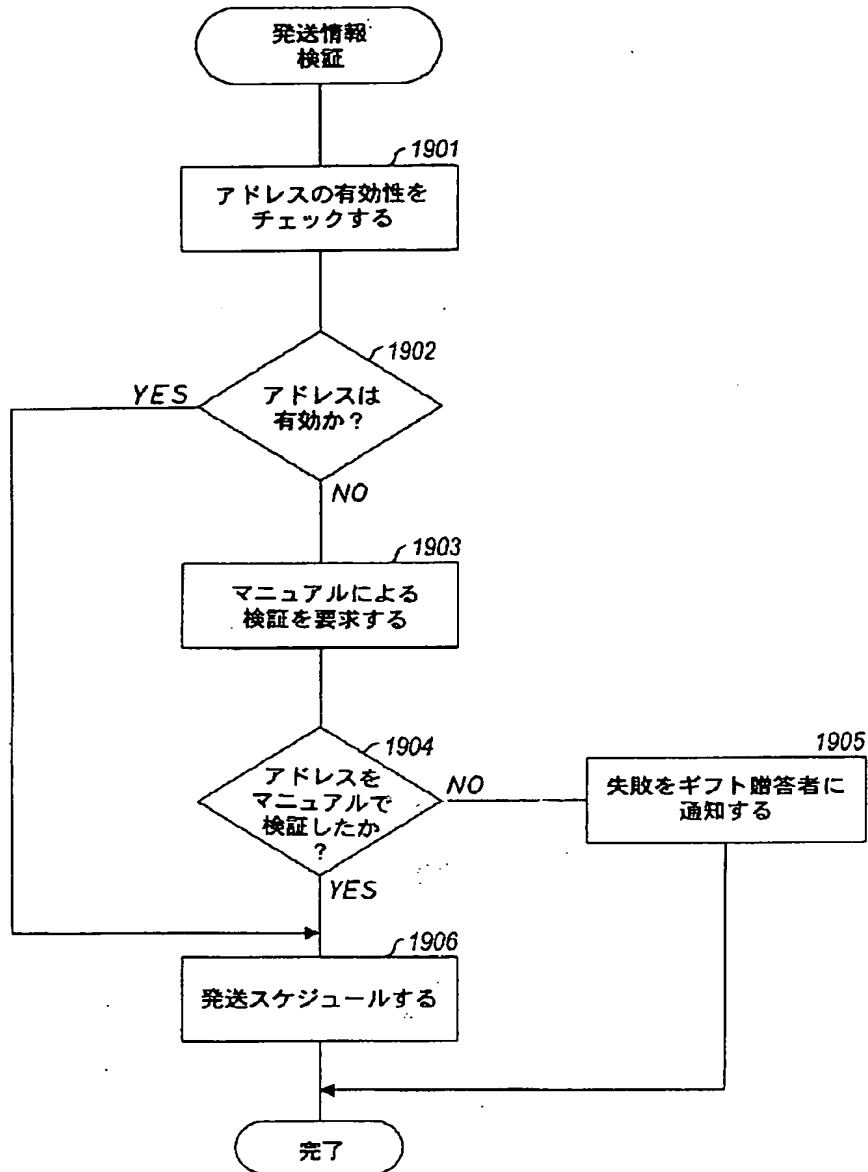 発送情報
検証
1901
アドレスの有効性を
チェックする
1902
アドレスは
有効か？
YES
NO
1903
マニュアルによる
検証を要求する
1904
アドレスを
マニュアルで
検証したか
？
NO
YES
1905
失敗をギフト贈答者に
通知する
1906
発送スケジュールする
完了